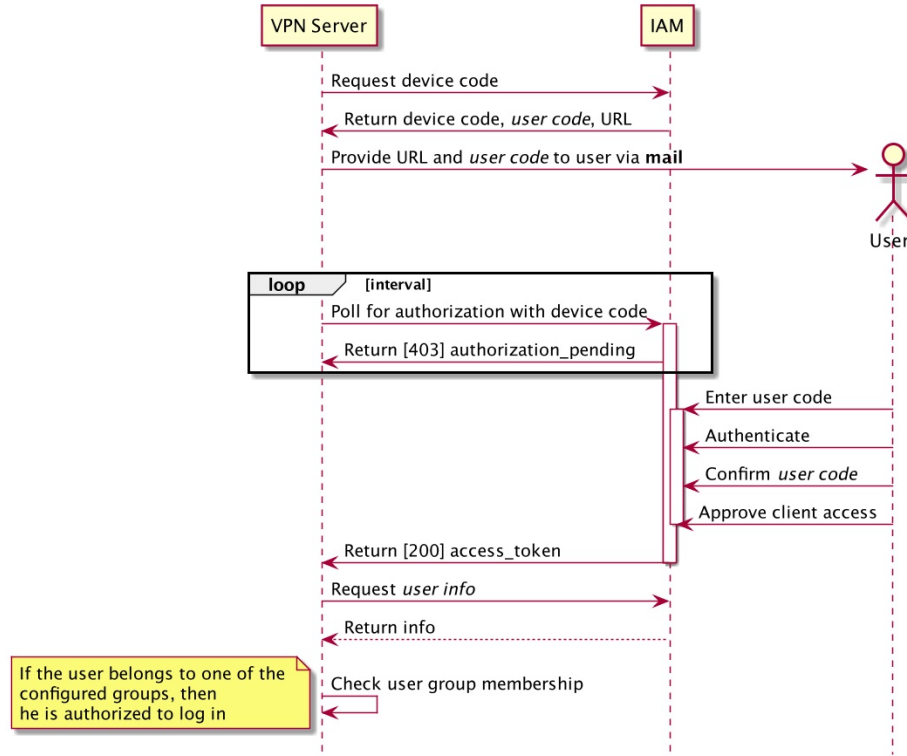 VPN Server
IAM
Request device code
Return device code, user code, URL
Provide URL and user code to user via mail
User
loop
[interval]
Poll for authorization with device code
Return [403] authorization_pending
Enter user code
Authenticate
Confirm user code
Approve client access
Return [200] access_token
Request user info
Return info
If the user belongs to one of the
configured groups, then
he is authorized to log in
Check user group membership